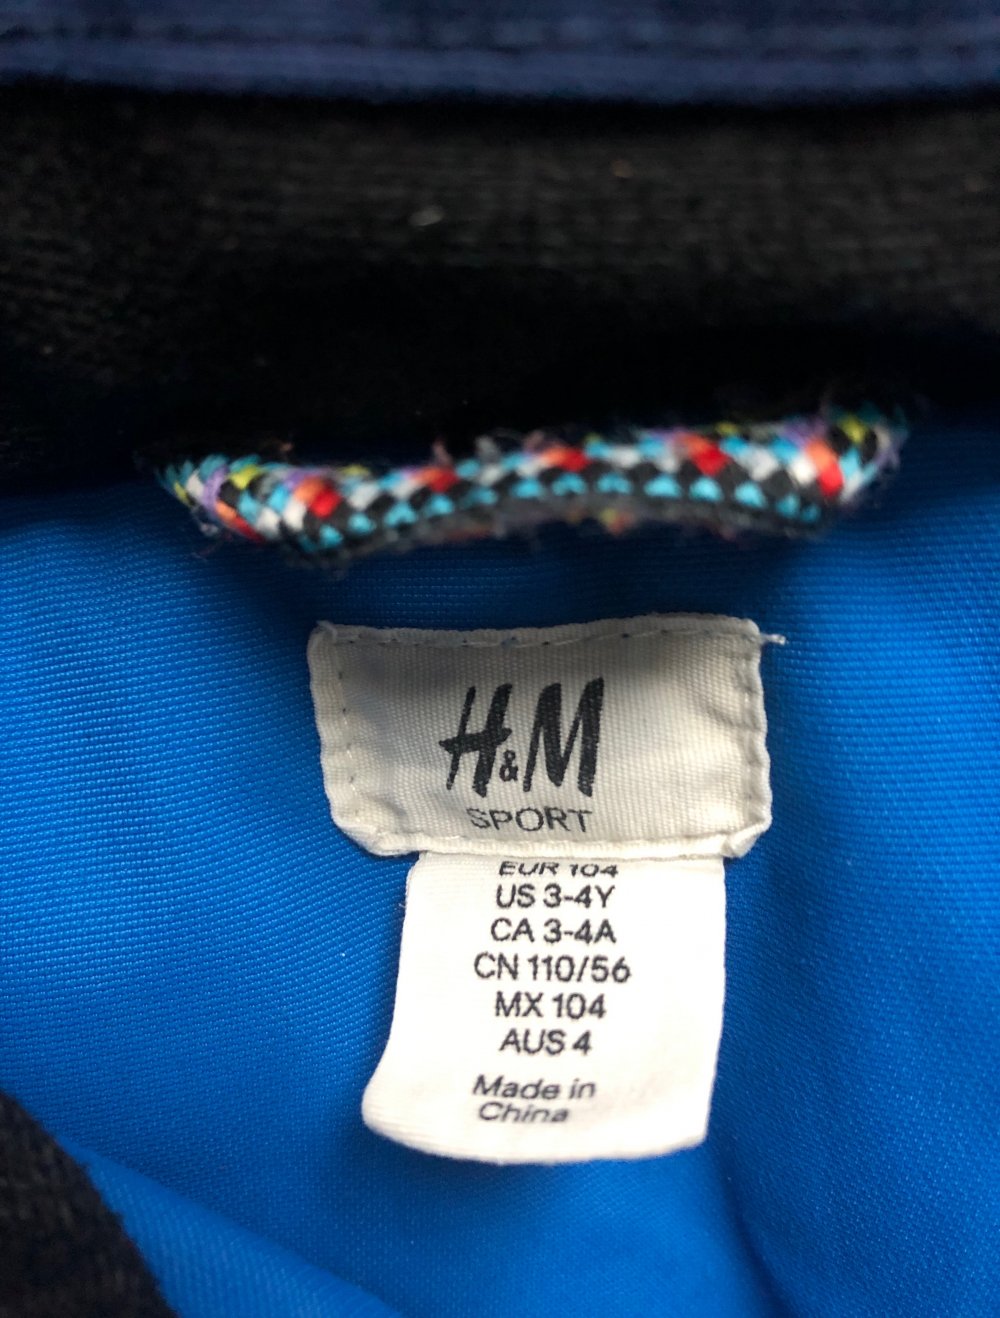 H&M
SPORT
EUR 104
US 3-4Y
CA 3-4A
CN 110/56
MX 104
AUS 4
Made in
China